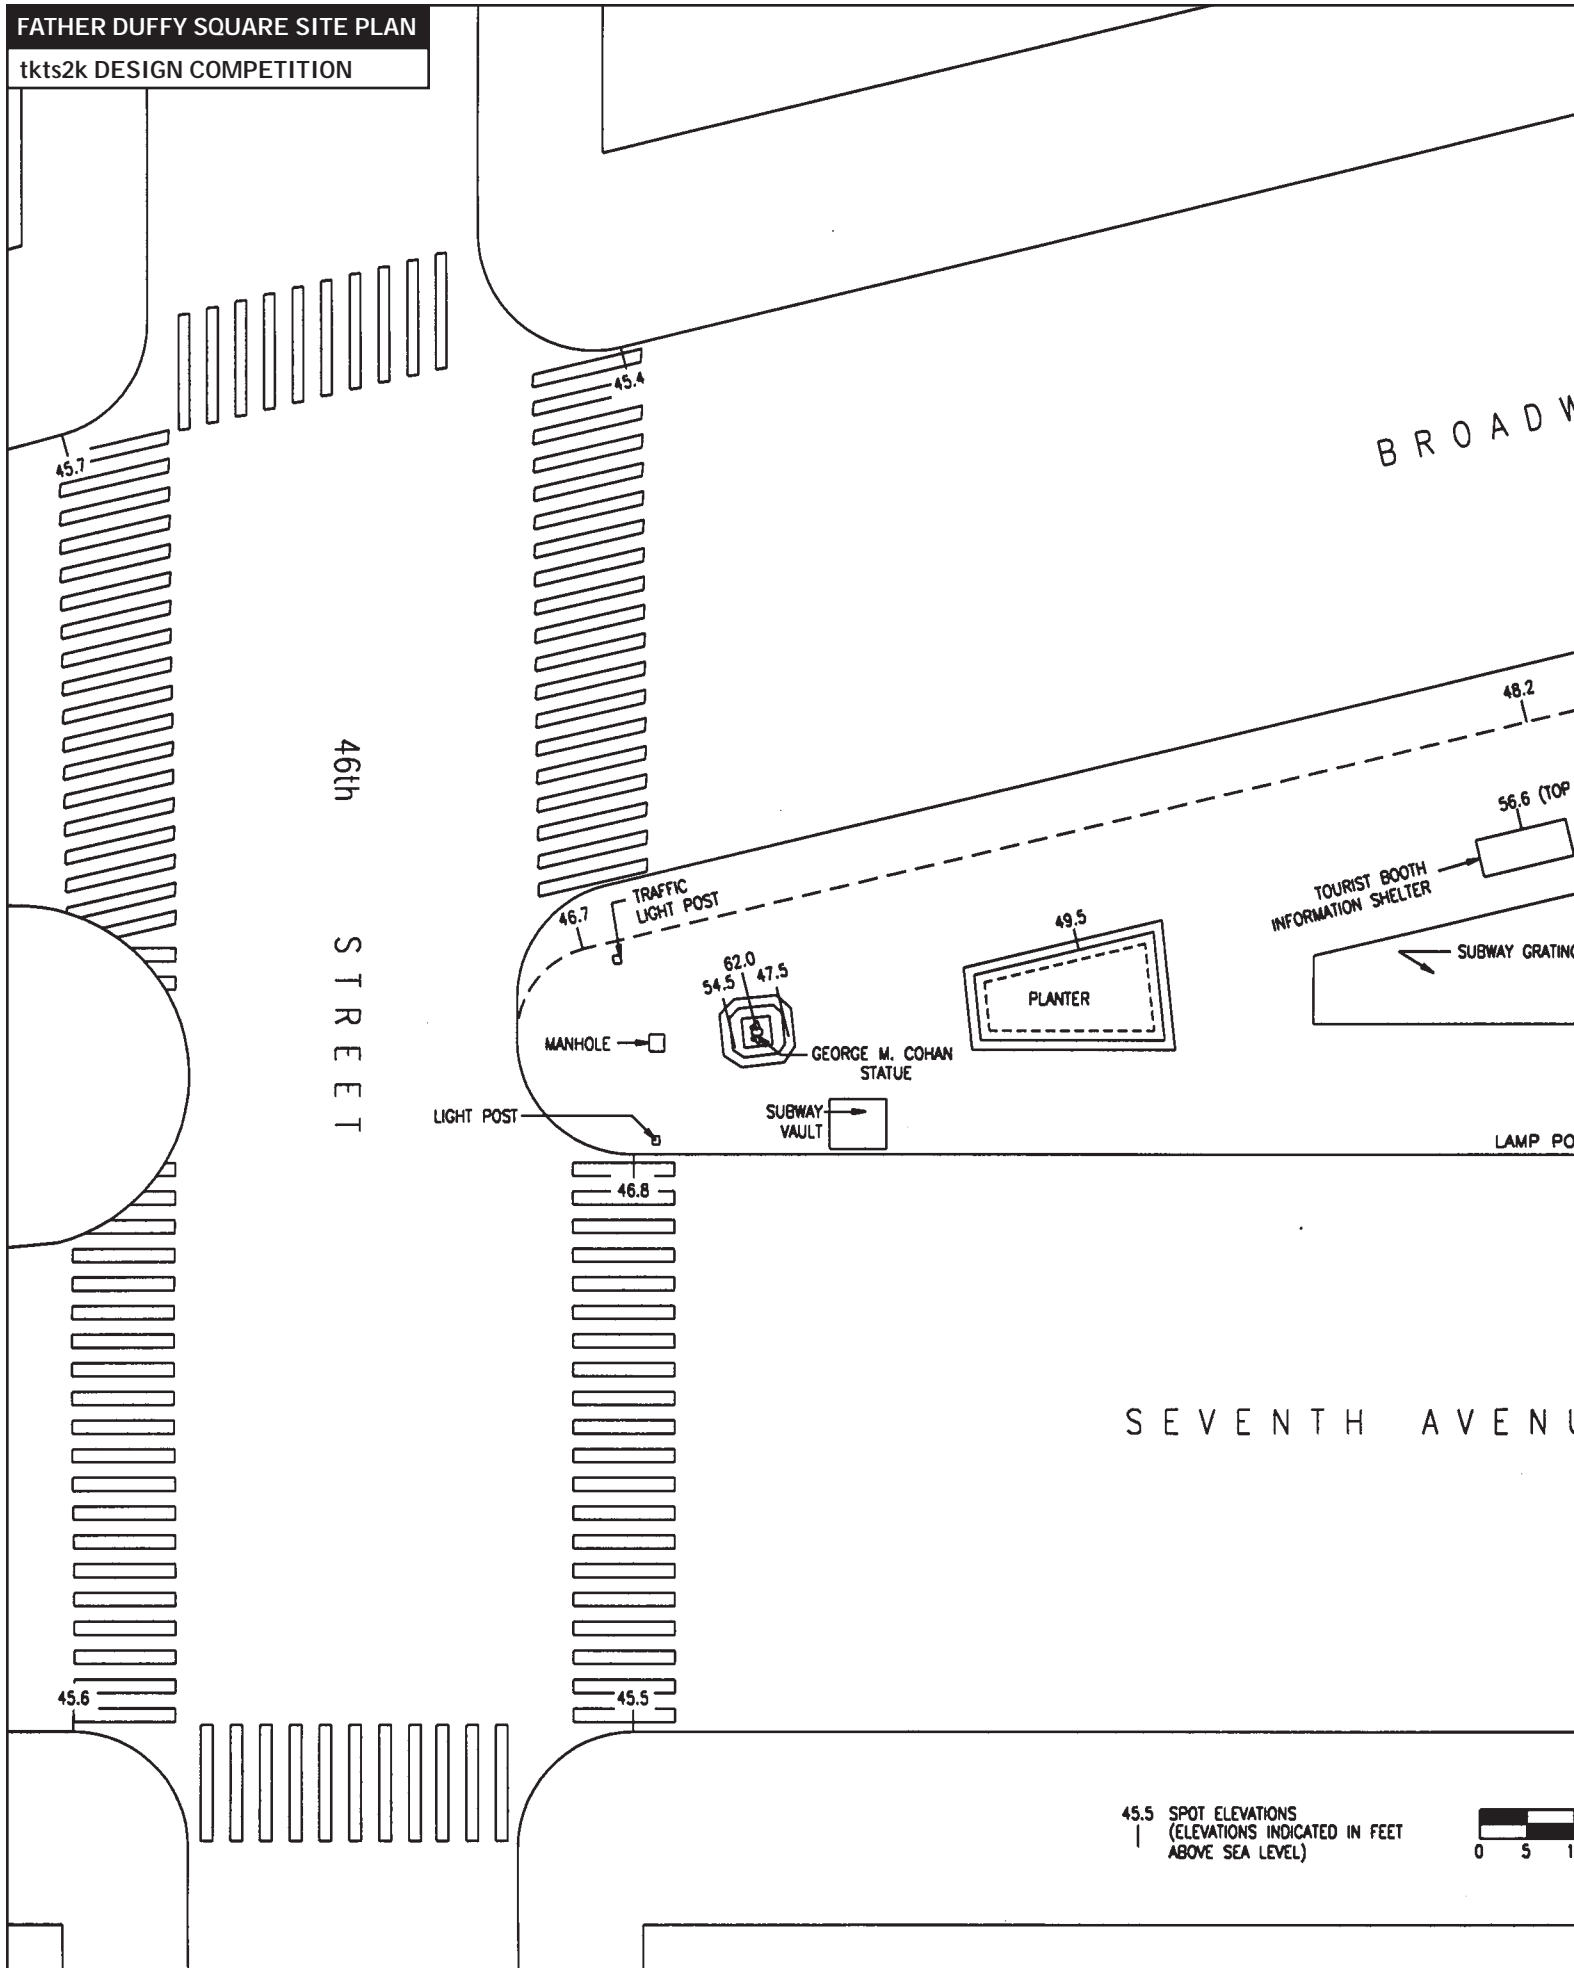 FATHER DUFFY SQUARE SITE PLAN
tkts2k DESIGN COMPETITION
45.4
45.7
BROADW
48.2
46th STREET
56.6 (TOP
TOURIST BOOTH
INFORMATION SHELTER
TRAFFIC
LIGHT POST
46.7
49.5
62.0
54.5
47.5
SUBWAY GRATING
PLANTER
MANHOLE
GEORGE M. COHAN
STATUE
LIGHT POST
SUBWAY
VAULT
LAMP PO
46.8
SEVENTH AVENU
45.6
45.5
45.5 SPOT ELEVATIONS
(ELEVATIONS INDICATED IN FEET
ABOVE SEA LEVEL)
0 5 1